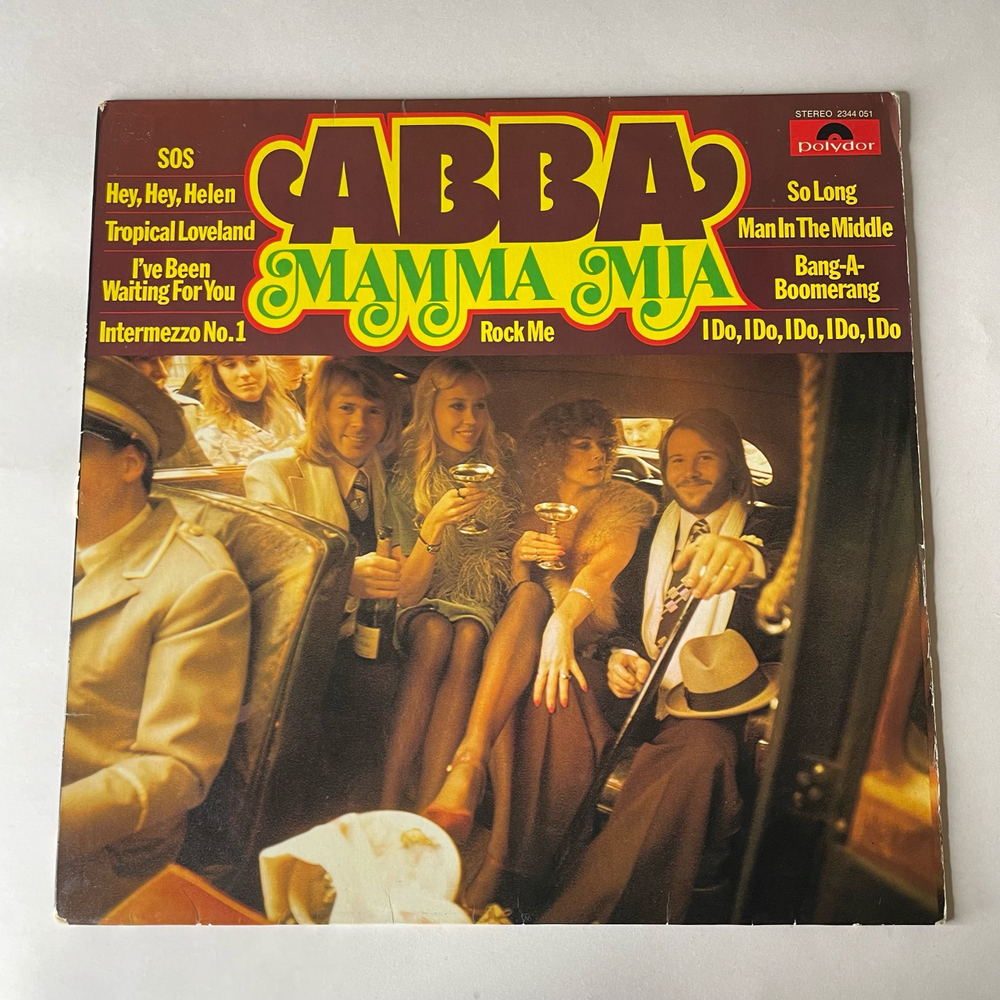 STEREO 2344 051
polydor
ABBA
MAMMA MIA
SOS
Hey, Hey, Helen
Tropical Loveland
I've Been
Waiting For You
Intermezzo No. 1
Rock Me
So Long
Man In The Middle
Bang-A-
Boomerang
I Do, I Do, I Do, I Do, I Do